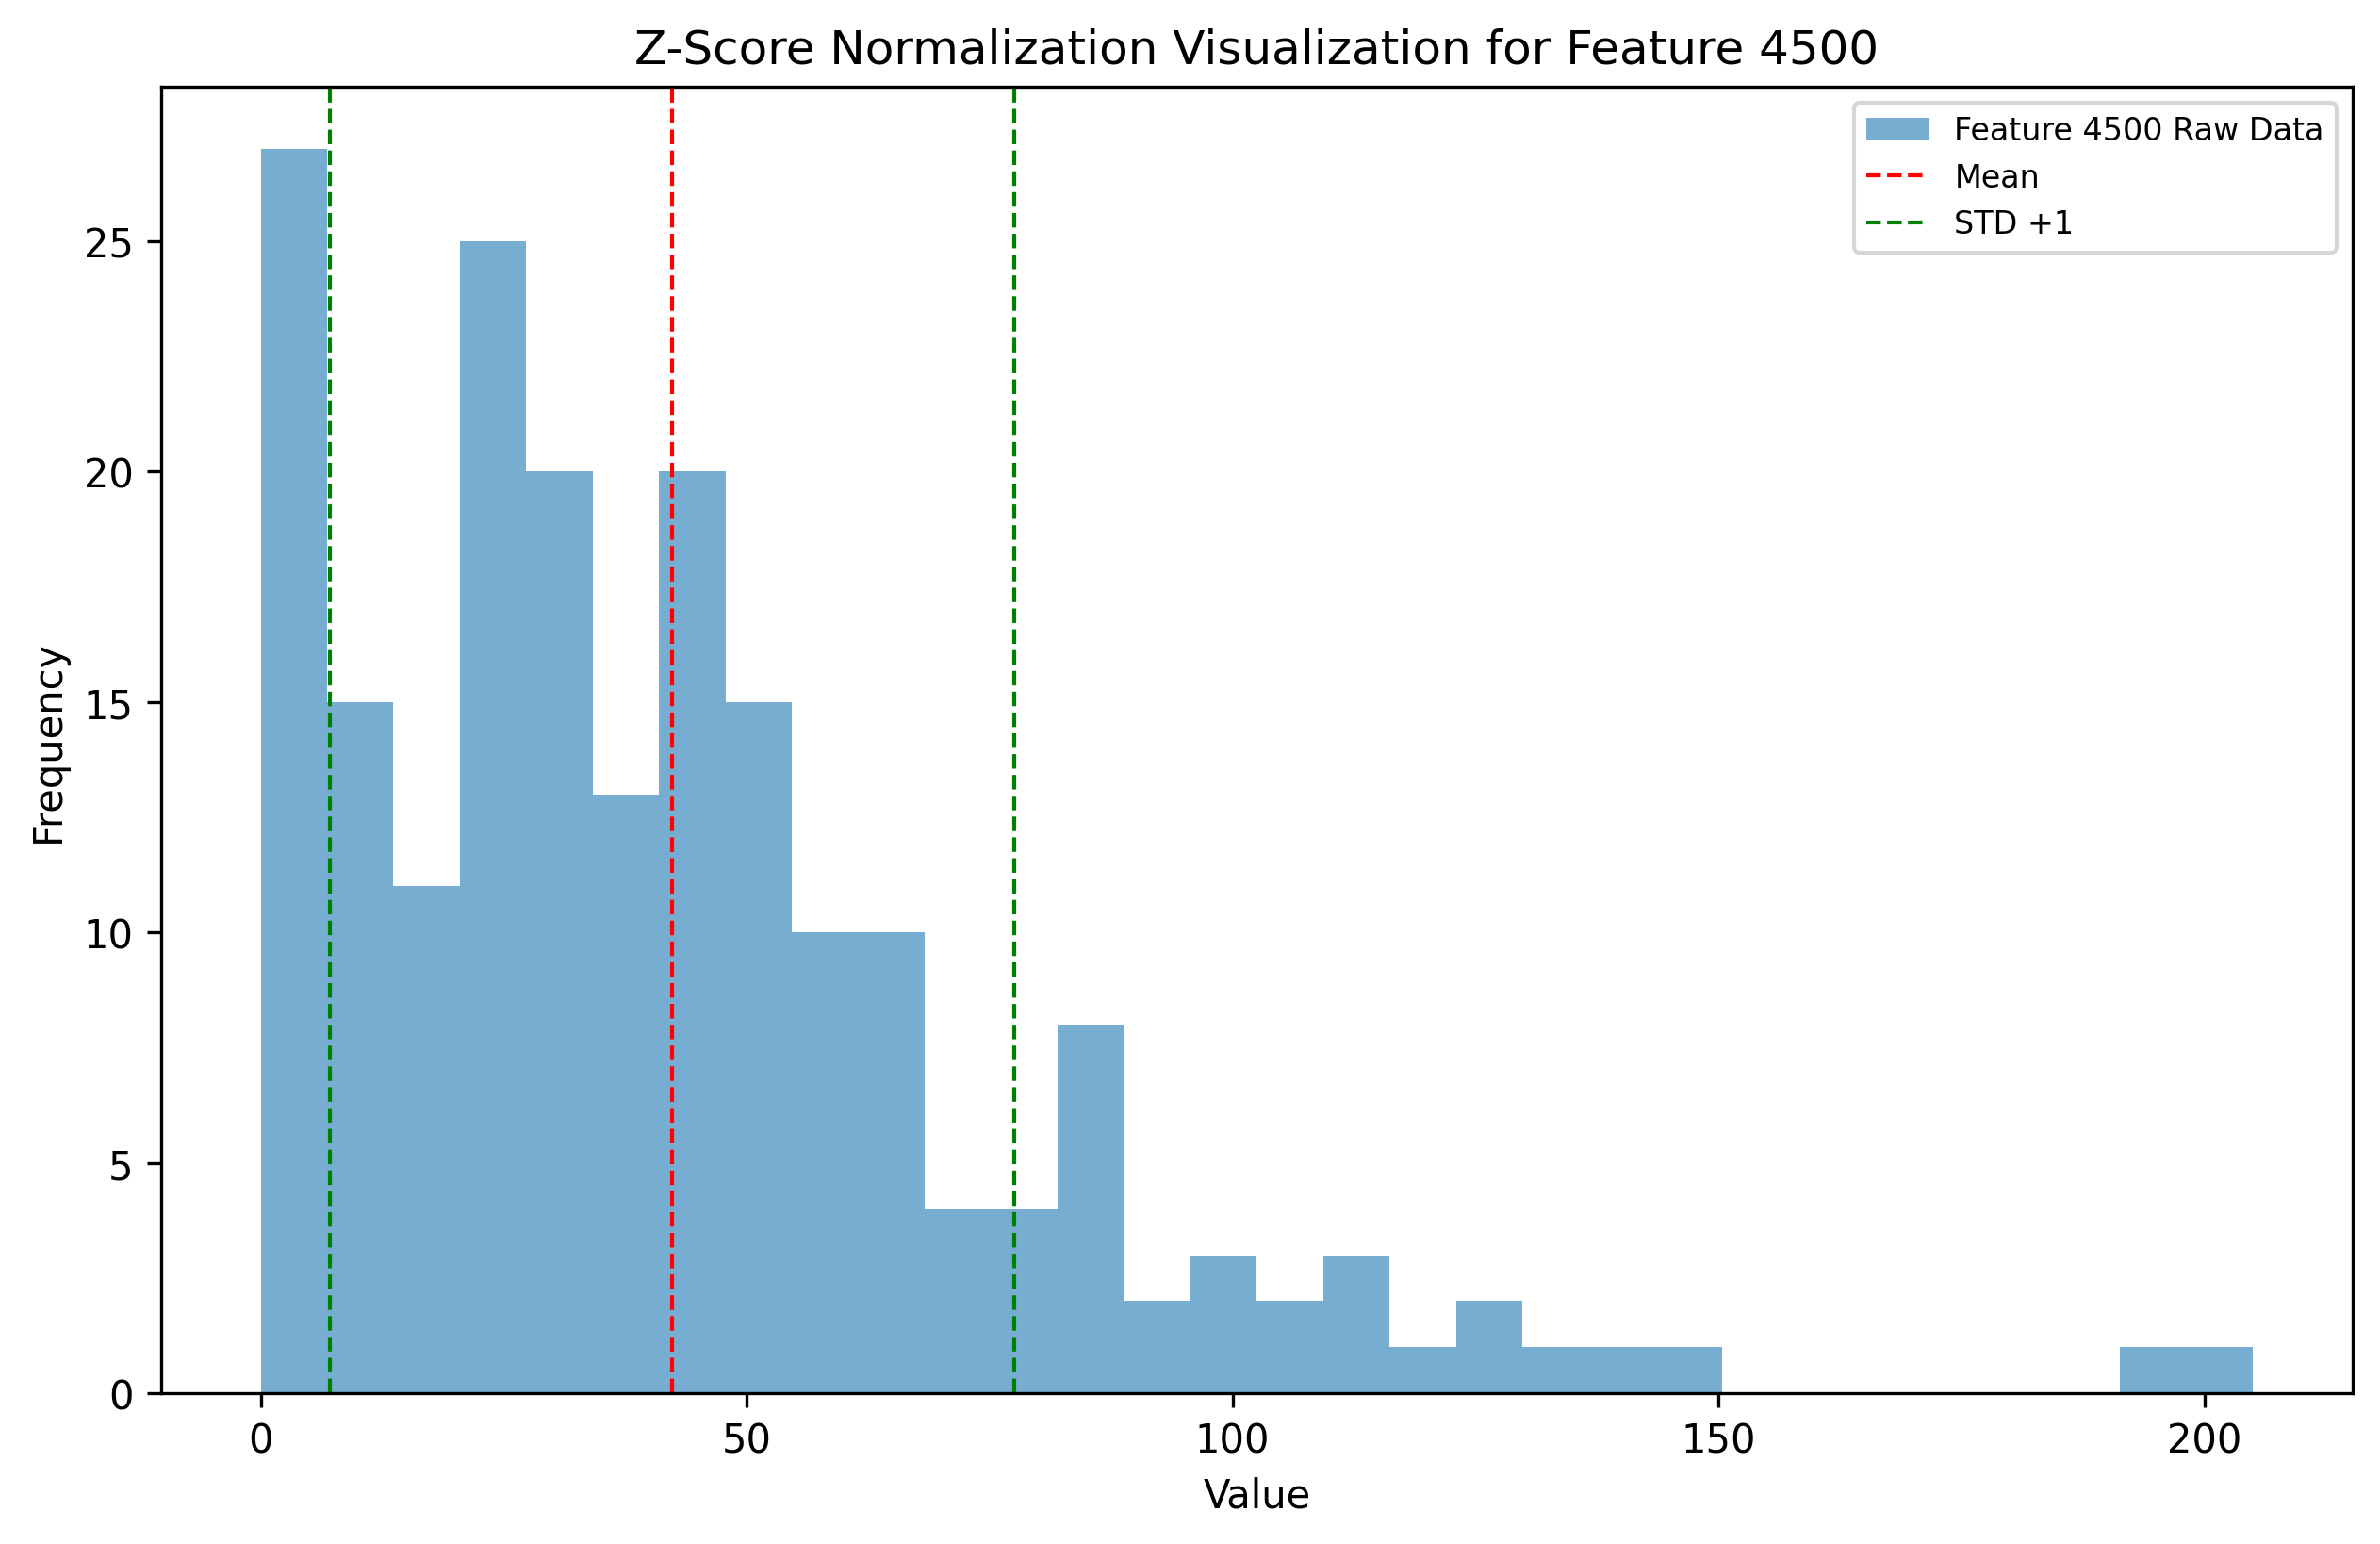 Z-Score Normalization Visualization for Feature 4500
Feature 4500 Raw Data
Mean
STD +1
Frequency
25
20
15
10
5
0
0 50 100 150 200
Value